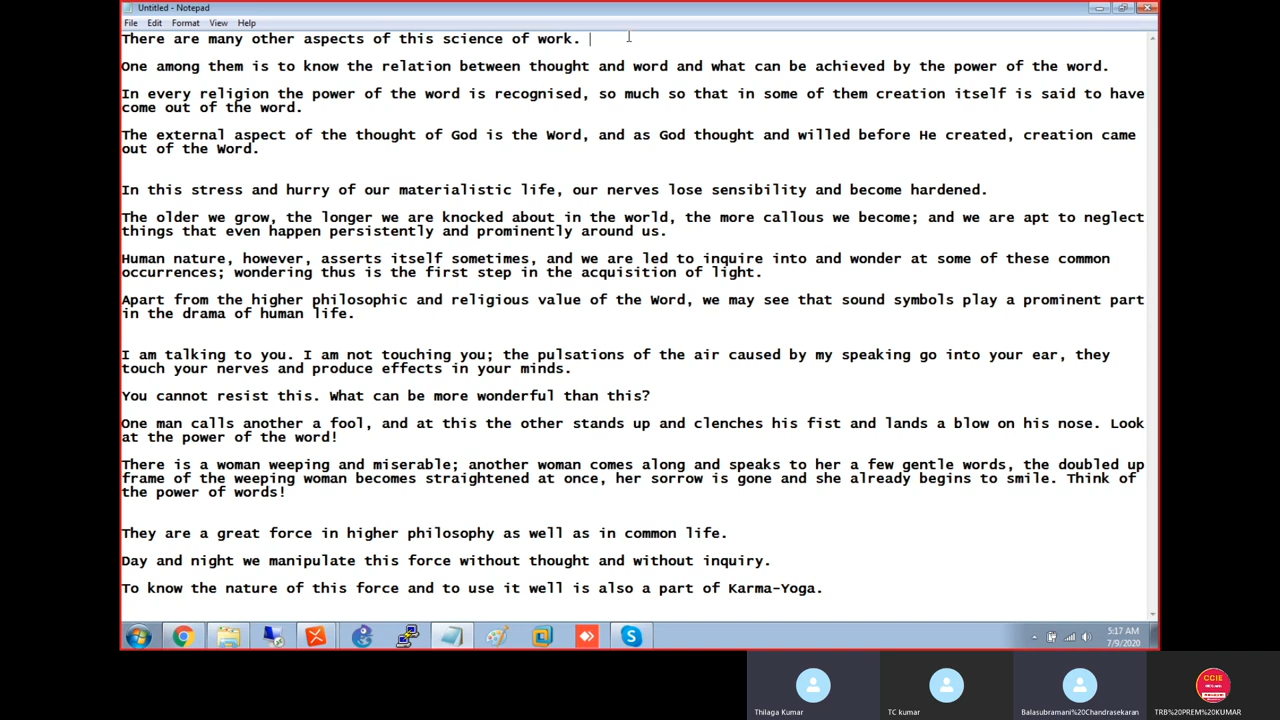 Untitled - Notepad
File Edit Format View Help
There are many other aspects of this science of work.
One among them is to know the relation between thought and word and what can be achieved by the power of the word.
In every religion the power of the word is recognised, so much so that in some of them creation itself is said to have
come out of the word.
The external aspect of the thought of God is the Word, and as God thought and willed before He created, creation came
out of the Word.
In this stress and hurry of our materialistic life, our nerves lose sensibility and become hardened.
The older we grow, the longer we are knocked about in the world, the more callous we become; and we are apt to neglect
things that even happen persistently and prominently around us.
Human nature, however, asserts itself sometimes, and we are led to inquire into and wonder at some of these common
occurrences; wondering thus is the first step in the acquisition of light.
Apart from the higher philosophic and religious value of the Word, we may see that sound symbols play a prominent part
in the drama of human life.
I am talking to you. I am not touching you; the pulsations of the air caused by my speaking go into your ear, they
touch your nerves and produce effects in your minds.
You cannot resist this. What can be more wonderful than this?
One man calls another a fool, and at this the other stands up and clenches his fist and lands a blow on his nose. Look
at the power of the word!
There is a woman weeping and miserable; another woman comes along and speaks to her a few gentle words, the doubled up
frame of the weeping woman becomes straightened at once, her sorrow is gone and she already begins to smile. Think of
the power of words!
They are a great force in higher philosophy as well as in common life.
Day and night we manipulate this force without thought and without inquiry.
To know the nature of this force and to use it well is also a part of Karma-Yoga.
5:17 AM
7/9/2020
CCIE
Thilaga Kumar TC kumar Balasubramani%20Chandrasekaran TRB%20PREM%20KUMAR